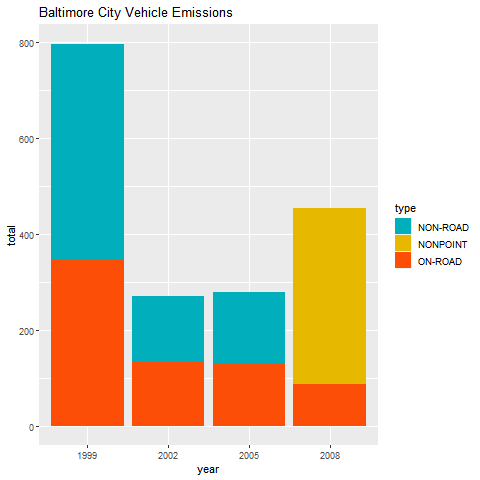 Baltimore City Vehicle Emissions
800
600
400
200
0
total
1999 2002 2005 2008
year
type
NON-ROAD
NONPOINT
ON-ROAD